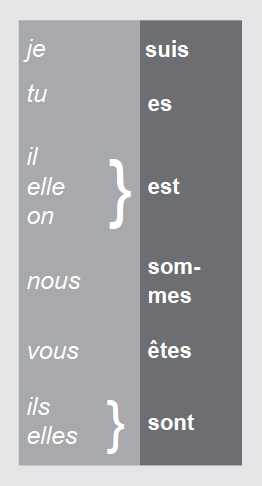 je suis
tu es
il
elle } est
on
nous som-
mes
vous êtes
ils
elles } sont